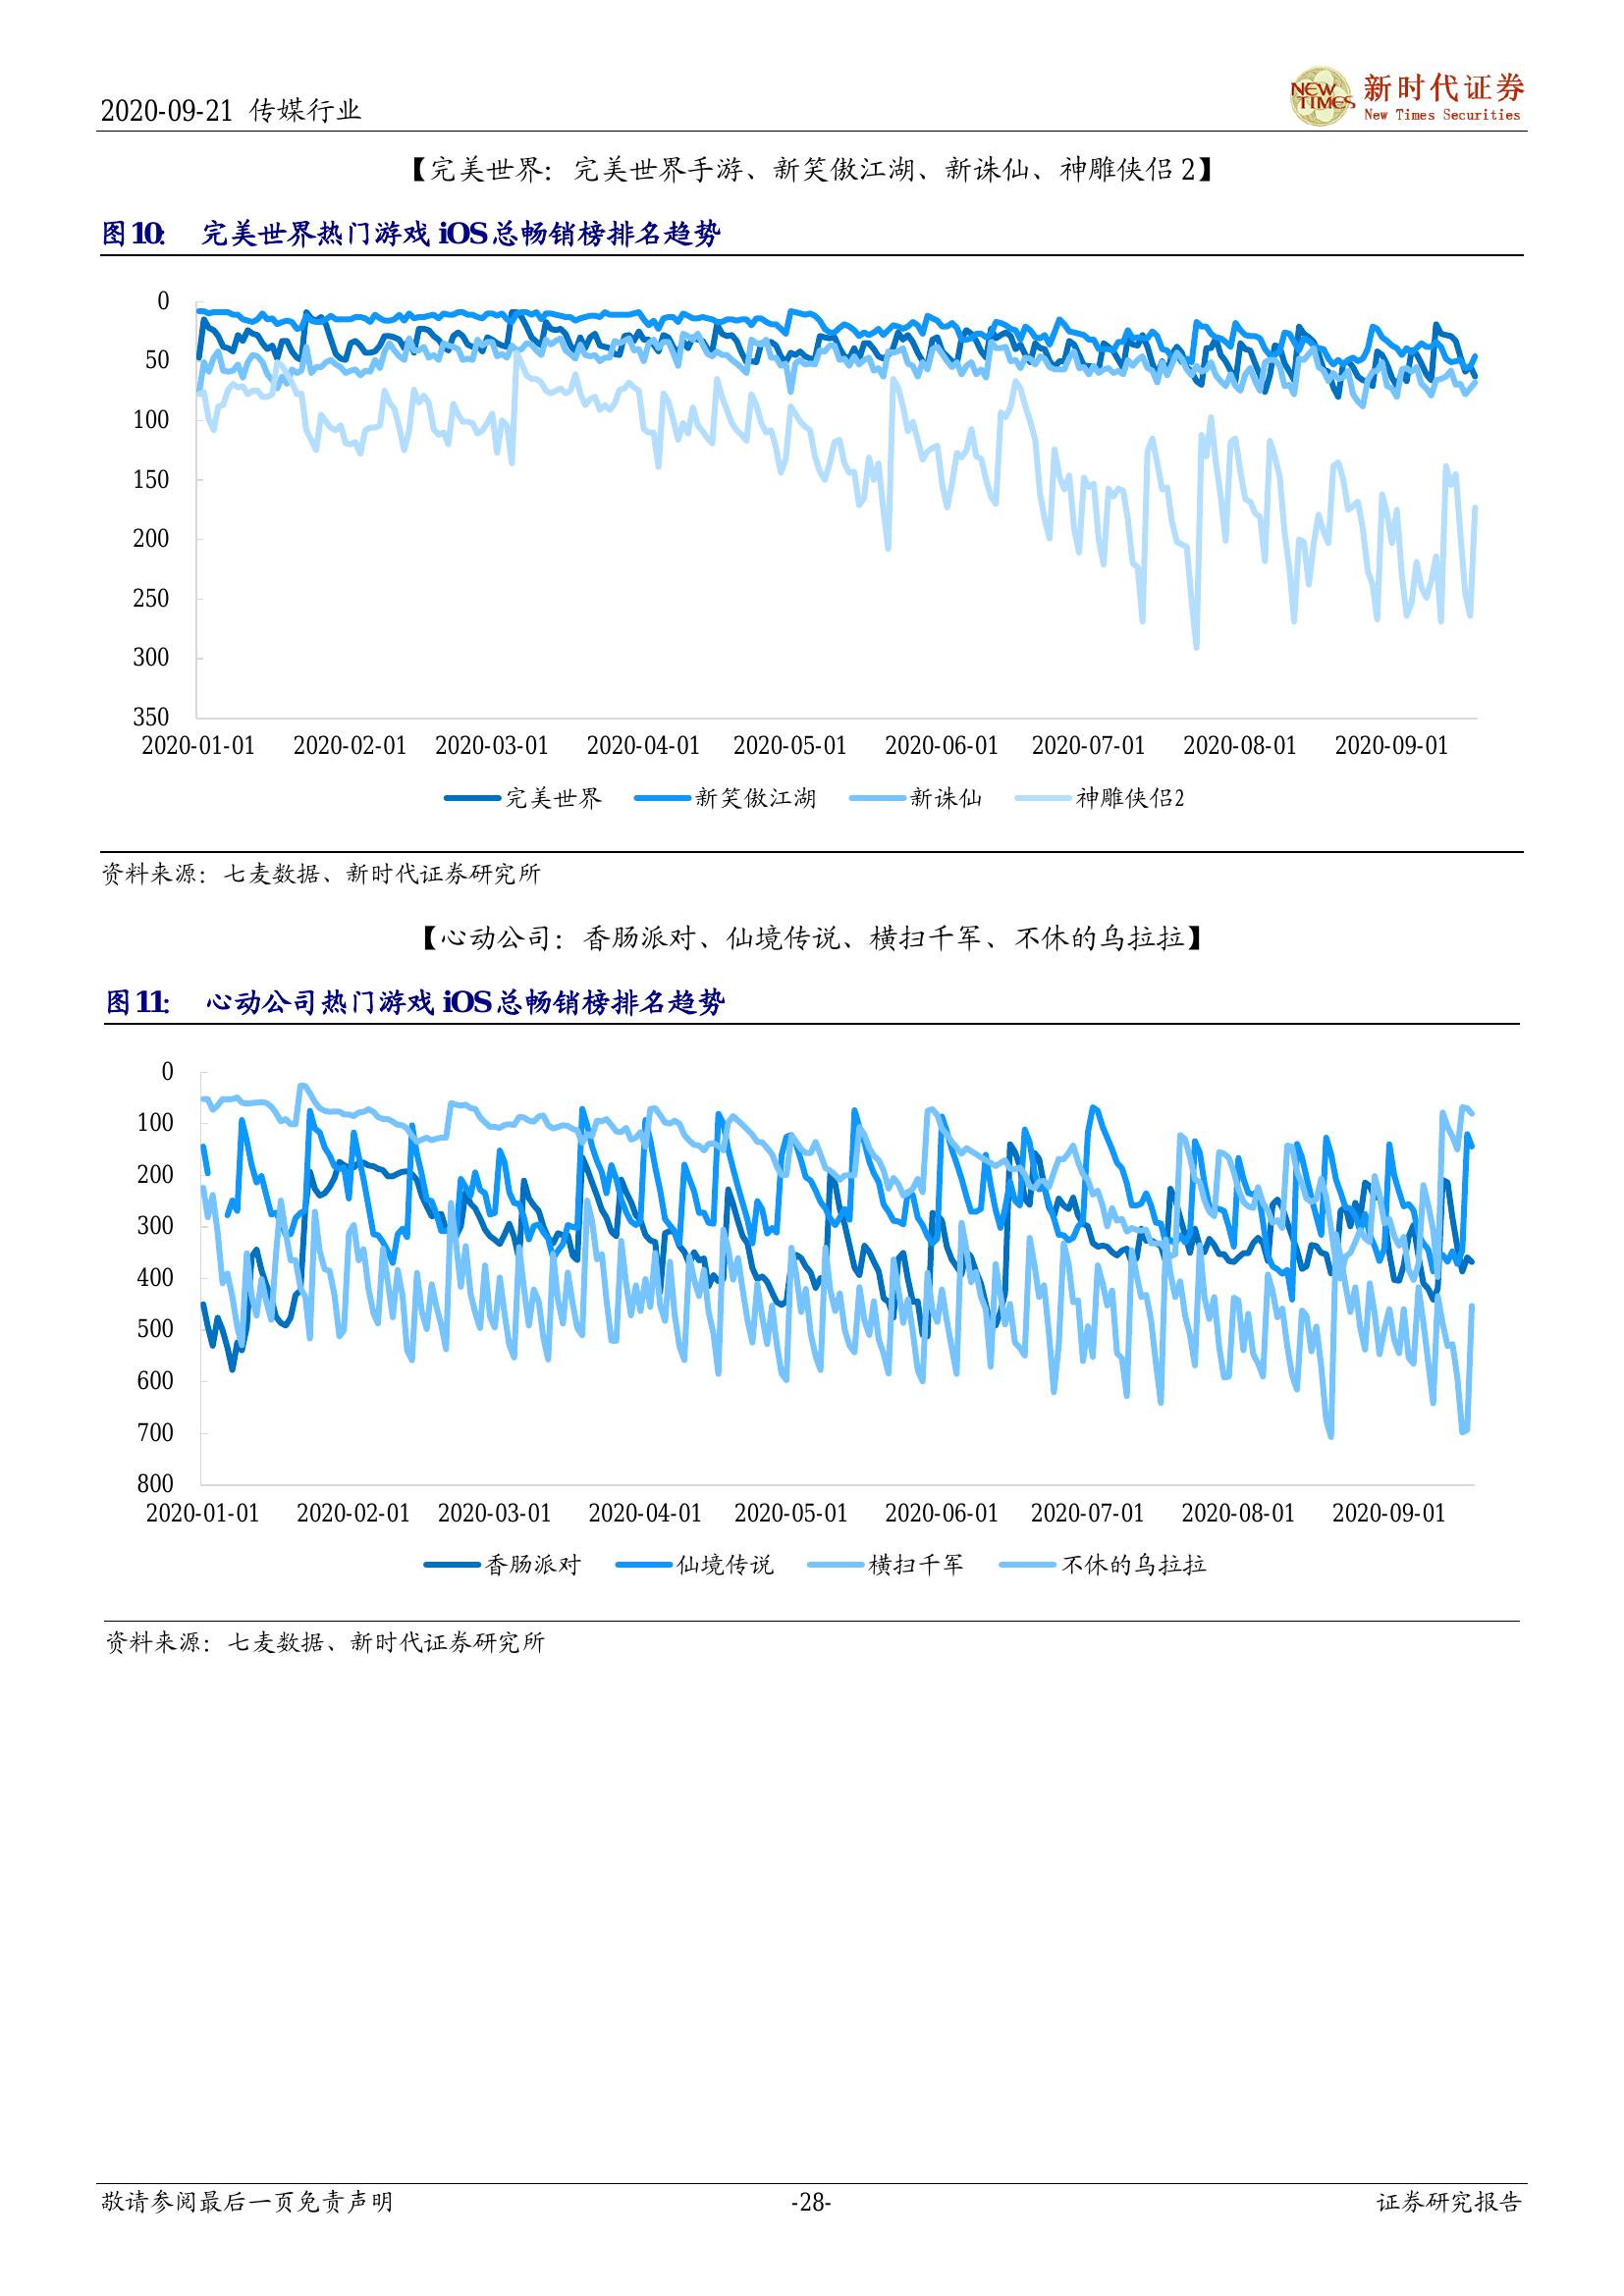 2020-09-21 传媒行业
NEW TIMES
新时代证券
New Times Securities
【完美世界：完美世界手游、新笑傲江湖、新诛仙、神雕侠侣 2】
图10： 完美世界热门游戏 iOS 总畅销榜排名趋势
0
50
100
150
200
250
300
350
2020-01-01 2020-02-01 2020-03-01 2020-04-01 2020-05-01 2020-06-01 2020-07-01 2020-08-01 2020-09-01
完美世界 新笑傲江湖 新诛仙 神雕侠侣2
资料来源：七麦数据、新时代证券研究所
【心动公司：香肠派对、仙境传说、横扫千军、不休的乌拉拉】
图11： 心动公司热门游戏 iOS 总畅销榜排名趋势
0
100
200
300
400
500
600
700
800
2020-01-01 2020-02-01 2020-03-01 2020-04-01 2020-05-01 2020-06-01 2020-07-01 2020-08-01 2020-09-01
香肠派对 仙境传说 横扫千军 不休的乌拉拉
资料来源：七麦数据、新时代证券研究所
敬请参阅最后一页免责声明 -28- 证券研究报告